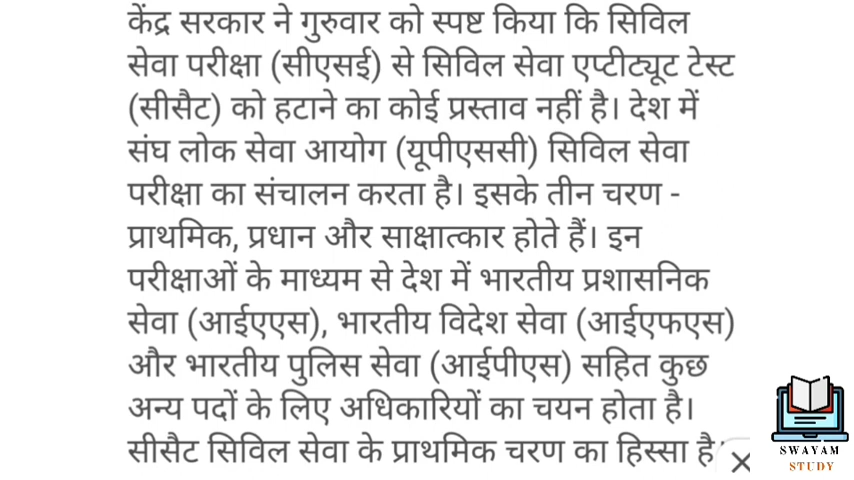 केंद्र सरकार ने गुरुवार को स्पष्ट किया कि सिविल
सेवा परीक्षा (सीएसई) से सिविल सेवा एप्टीट्यूट टेस्ट
(सीसैट) को हटाने का कोई प्रस्ताव नहीं है। देश में
संघ लोक सेवा आयोग (यूपीएससी) सिविल सेवा
परीक्षा का संचालन करता है। इसके तीन चरण -
प्राथमिक, प्रधान और साक्षात्कार होते हैं। इन
परीक्षाओं के माध्यम से देश में भारतीय प्रशासनिक
सेवा (आईएएस), भारतीय विदेश सेवा (आईएफएस)
और भारतीय पुलिस सेवा (आईपीएस) सहित कुछ
अन्य पदों के लिए अधिकारियों का चयन होता है।
सीसैट सिविल सेवा के प्राथमिक चरण का हिस्सा है।
SWAYAM
STUDY